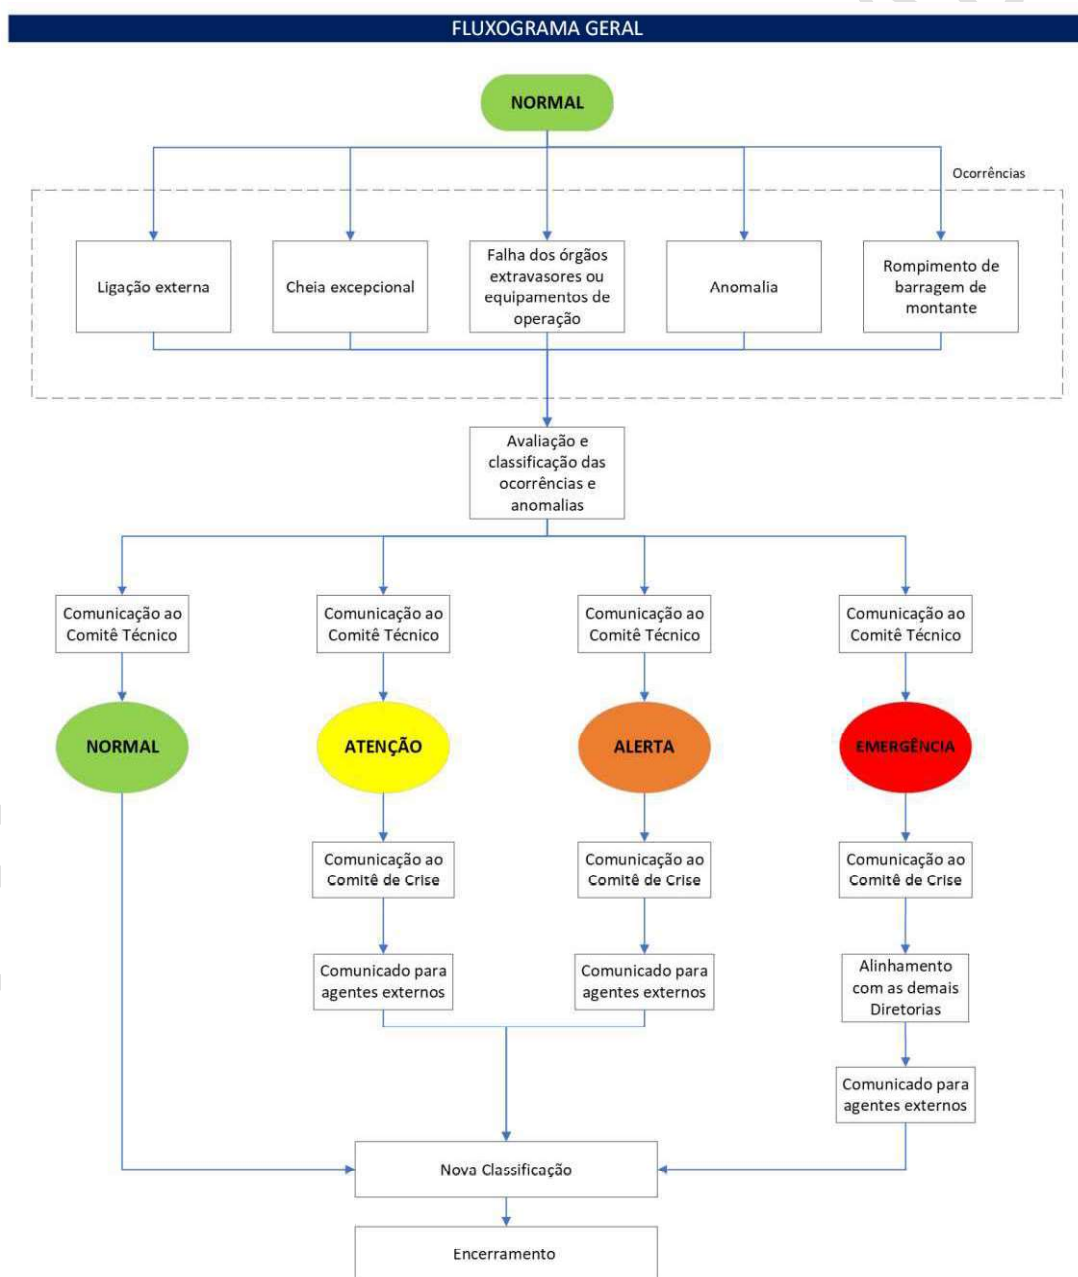 FLUXOGRAMA GERAL
NORMAL
Ocorrências
Ligação externa
Cheia excepcional
Falha dos órgãos
extravasores ou
equipamentos de
operação
Anomalia
Rompimento de
barragem de
montante
Avaliação e
classificação das
ocorrências e
anomalias
Comunicação ao
Comitê Técnico
Comunicação ao
Comitê Técnico
Comunicação ao
Comitê Técnico
Comunicação ao
Comitê Técnico
NORMAL
ATENÇÃO
ALERTA
EMERGÊNCIA
Comunicação ao
Comitê de Crise
Comunicação ao
Comitê de Crise
Comunicação ao
Comitê de Crise
Comunicado para
agentes externos
Comunicado para
agentes externos
Alinhamento
com as demais
Diretorias
Comunicado para
agentes externos
Nova Classificação
Encerramento